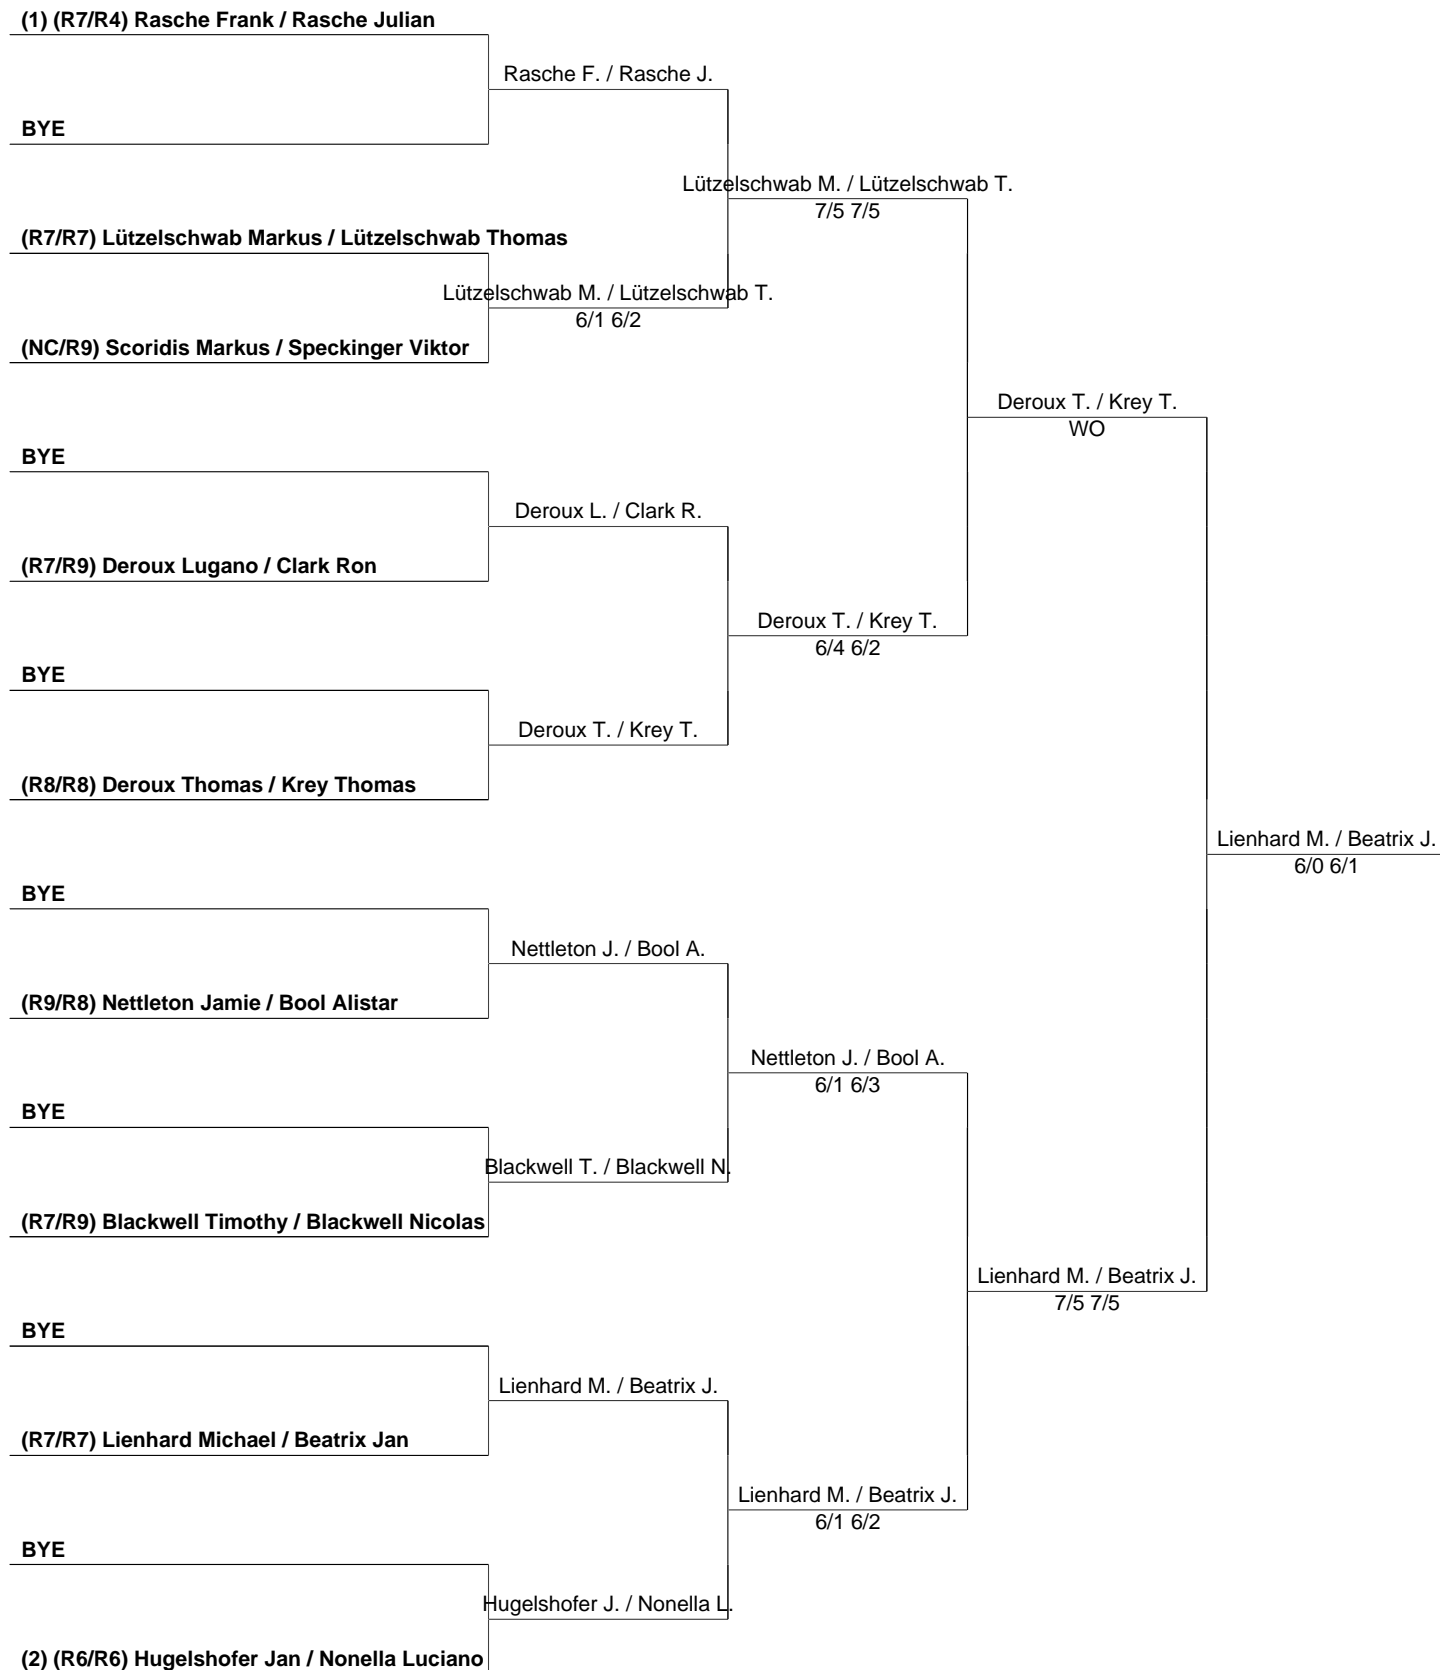 (1) (R7/R4) Rasche Frank / Rasche Julian
Rasche F. / Rasche J.
BYE
Lützelschwab M. / Lützelschwab T.
7/5 7/5
(R7/R7) Lützelschwab Markus / Lützelschwab Thomas
Lützelschwab M. / Lützelschwab T.
6/1 6/2
(NC/R9) Scoridis Markus / Speckinger Viktor
Deroux T. / Krey T.
WO
BYE
Deroux L. / Clark R.
(R7/R9) Deroux Lugano / Clark Ron
Deroux T. / Krey T.
6/4 6/2
BYE
Deroux T. / Krey T.
(R8/R8) Deroux Thomas / Krey Thomas
Lienhard M. / Beatrix J.
6/0 6/1
BYE
Nettleton J. / Bool A.
(R9/R8) Nettleton Jamie / Bool Alistar
Nettleton J. / Bool A.
6/1 6/3
BYE
Blackwell T. / Blackwell N.
(R7/R9) Blackwell Timothy / Blackwell Nicolas
Lienhard M. / Beatrix J.
7/5 7/5
BYE
Lienhard M. / Beatrix J.
(R7/R7) Lienhard Michael / Beatrix Jan
Lienhard M. / Beatrix J.
6/1 6/2
BYE
Hugelshofer J. / Nonella L.
(2) (R6/R6) Hugelshofer Jan / Nonella Luciano